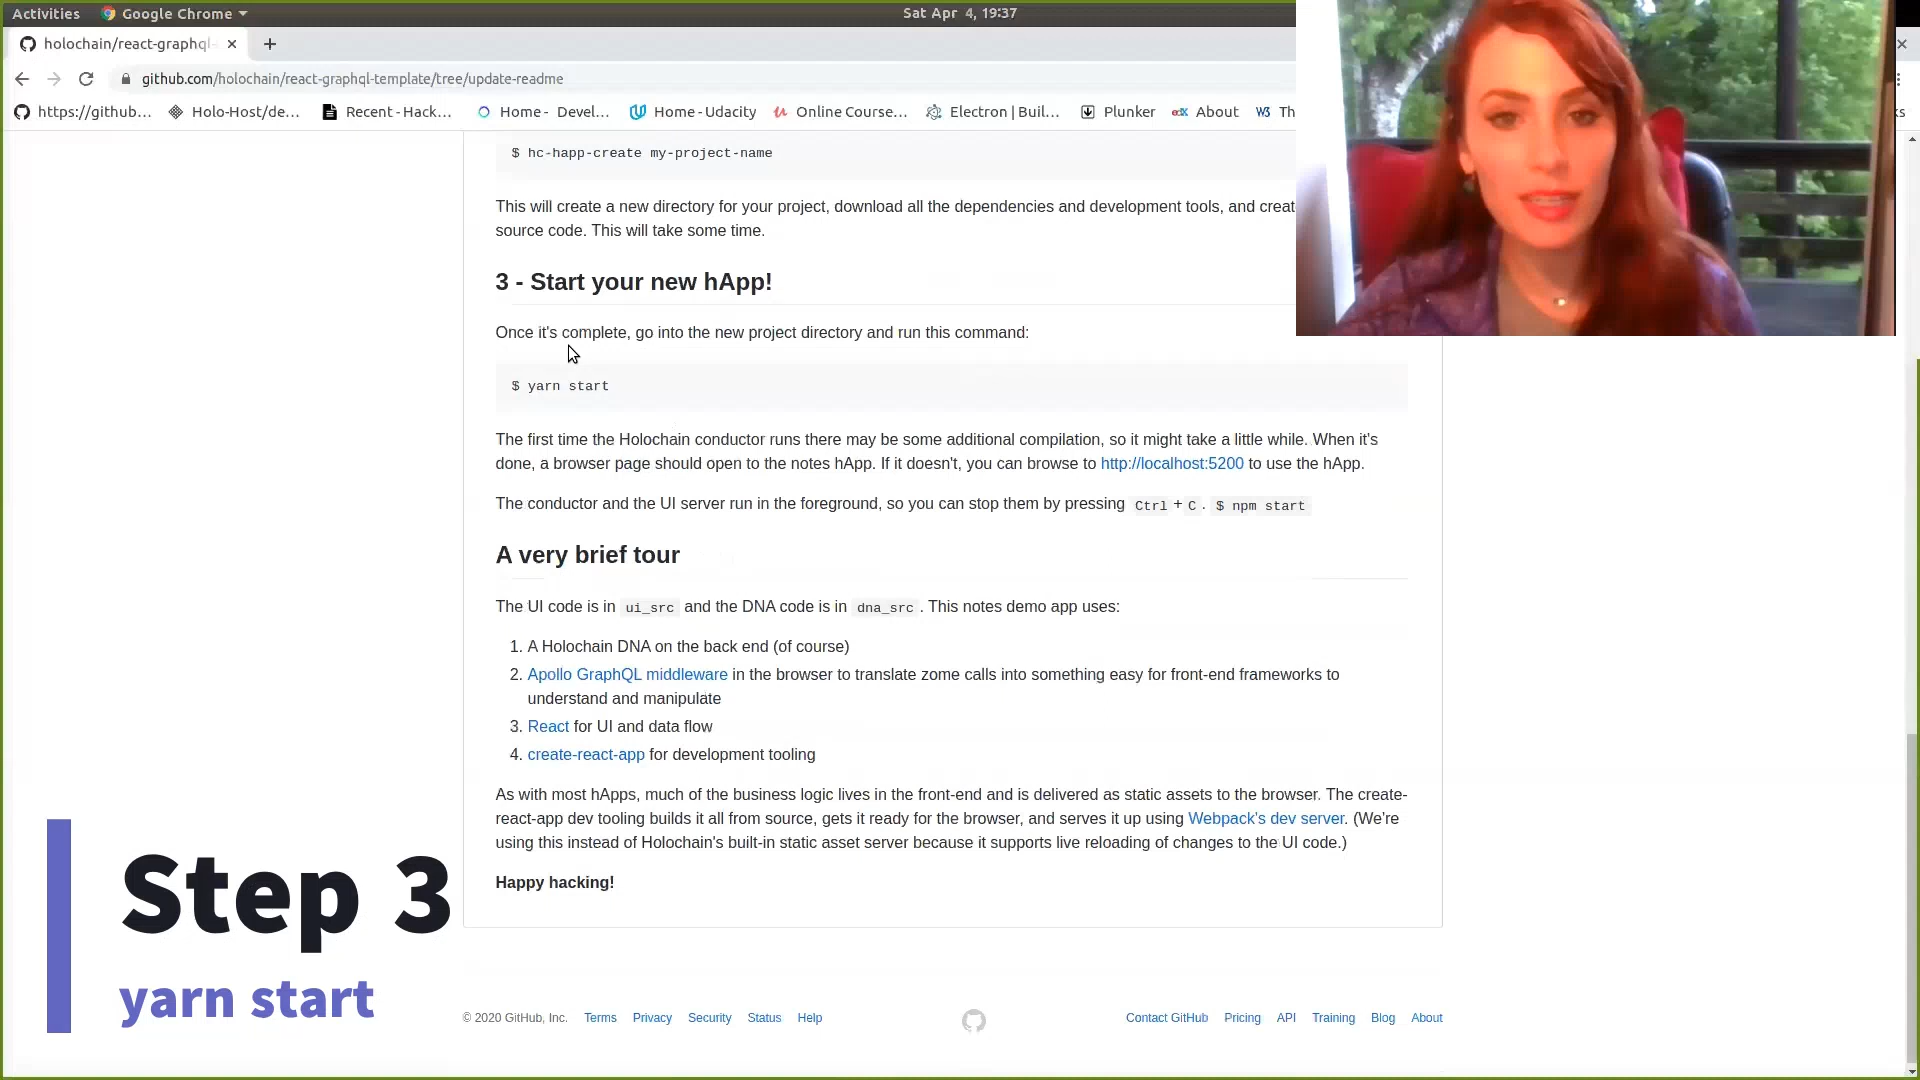 Activities Google Chrome Sat Apr 4, 19:37
holochain/react-graphql-
github.com/holochain/react-graphql-template/tree/update-readme
https://github... Holo-Host/de... Recent - Hack... Home - Devel... Home - Udacity Online Course... Electron | Buil... Plunker edX About W3 Th
$ hc-happ-create my-project-name
This will create a new directory for your project, download all the dependencies and development tools, and creat
source code. This will take some time.
3 - Start your new hApp!
Once it's complete, go into the new project directory and run this command:
$ yarn start
The first time the Holochain conductor runs there may be some additional compilation, so it might take a little while. When it's
done, a browser page should open to the notes hApp. If it doesn't, you can browse to http://localhost:5200 to use the hApp.
The conductor and the UI server run in the foreground, so you can stop them by pressing Ctrl + C . $ npm start
A very brief tour
The UI code is in ui_src and the DNA code is in dna_src . This notes demo app uses:
1. A Holochain DNA on the back end (of course)
2. Apollo GraphQL middleware in the browser to translate zome calls into something easy for front-end frameworks to
understand and manipulate
3. React for UI and data flow
4. create-react-app for development tooling
As with most hApps, much of the business logic lives in the front-end and is delivered as static assets to the browser. The create-
react-app dev tooling builds it all from source, gets it ready for the browser, and serves it up using Webpack's dev server. (We're
using this instead of Holochain's built-in static asset server because it supports live reloading of changes to the UI code.)
Happy hacking!
Step 3
yarn start
© 2020 GitHub, Inc. Terms Privacy Security Status Help Contact GitHub Pricing API Training Blog About